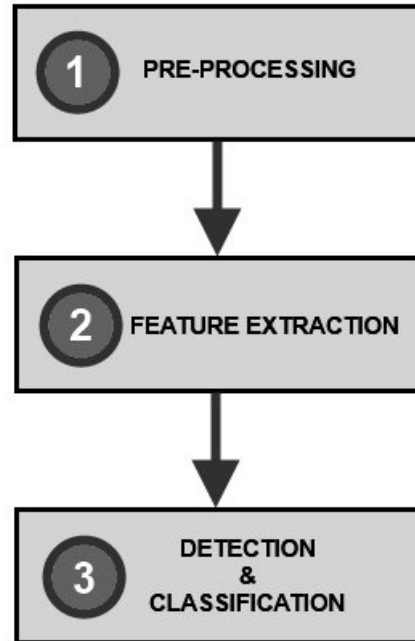 1 PRE-PROCESSING
2 FEATURE EXTRACTION
3 DETECTION
&
CLASSIFICATION